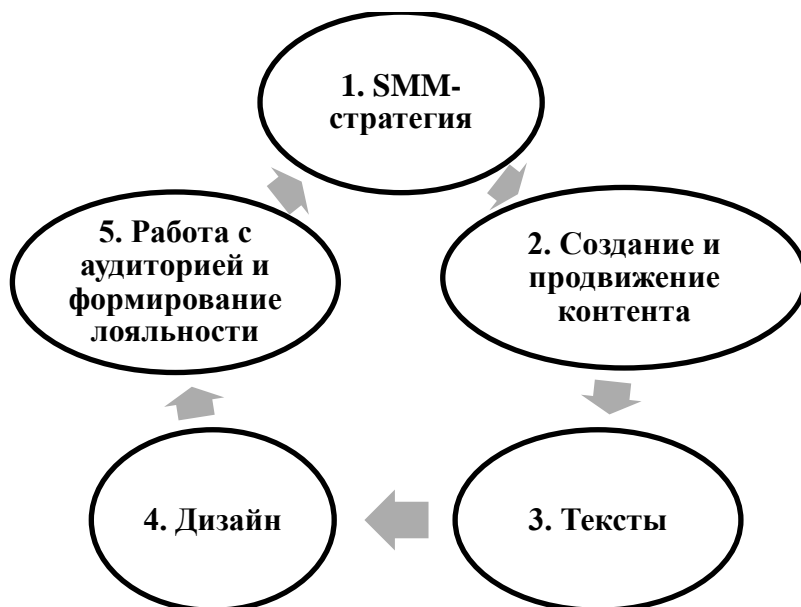 1. SMM-
стратегия
2. Создание и
продвижение
контента
3. Тексты
4. Дизайн
5. Работа с
аудиторией и
формирование
лояльности